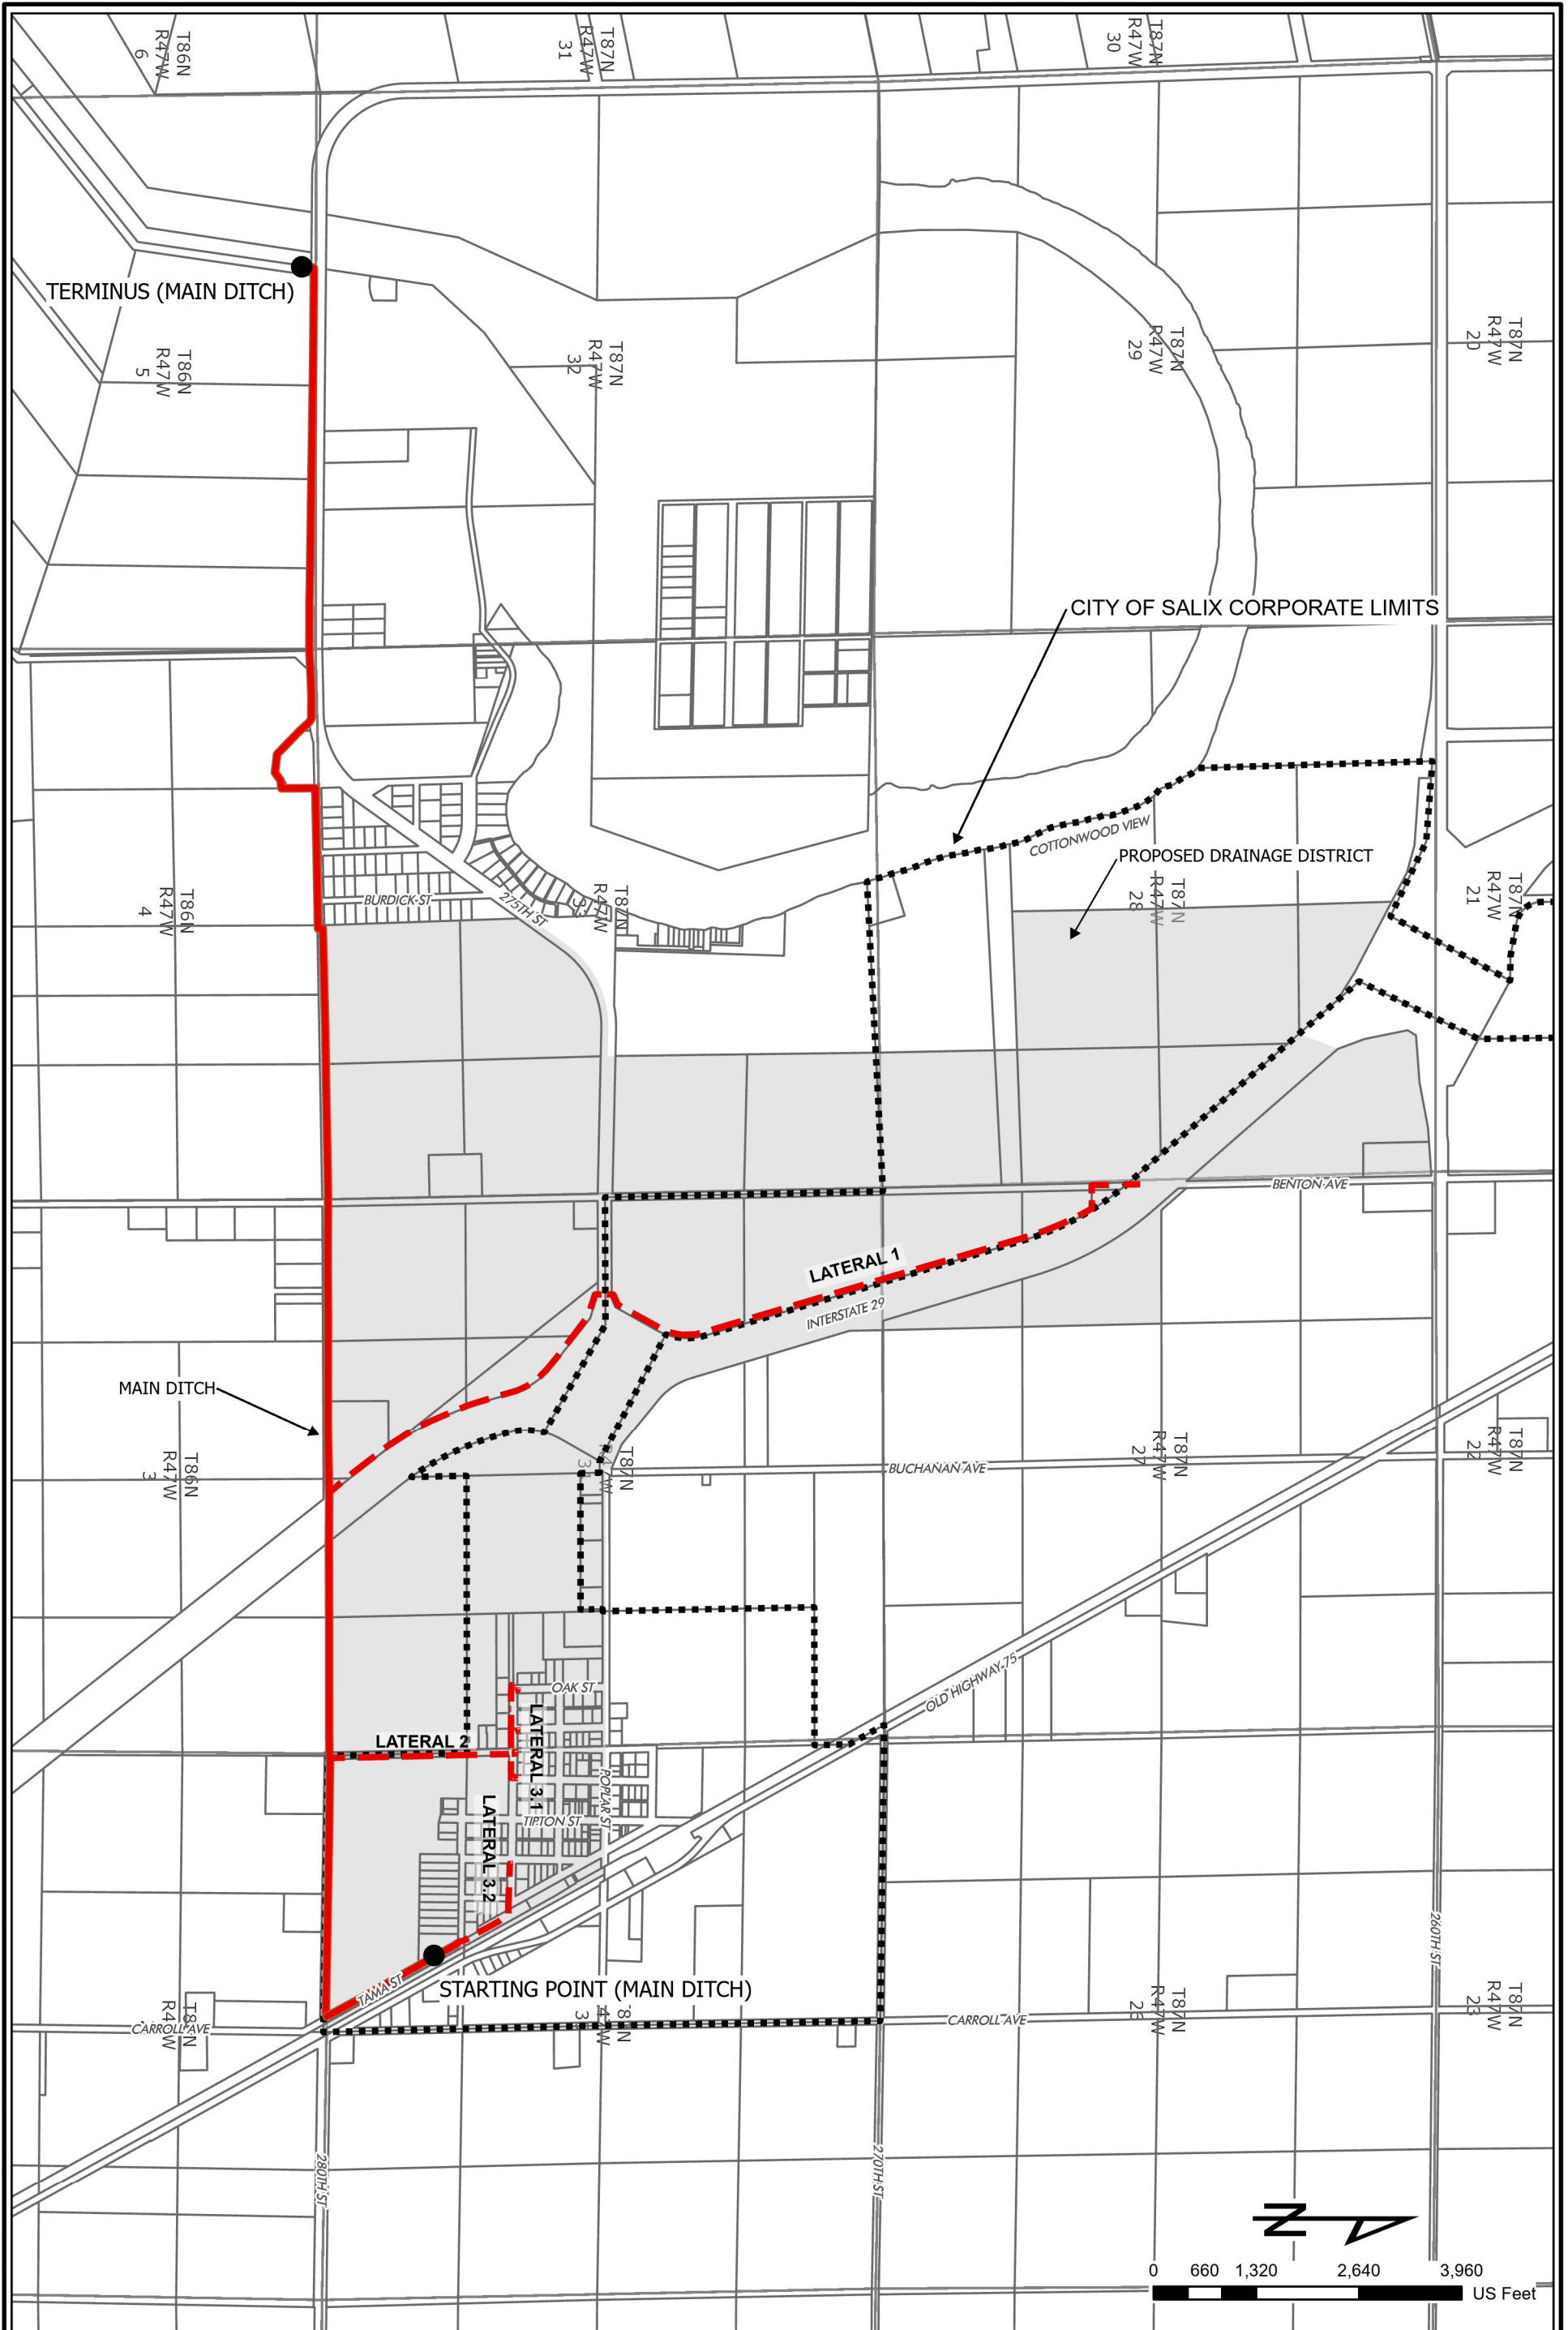 T86N
R47W
6
T87N
R47W
31
T87N
R47W
30
TERMINUS (MAIN DITCH)
T86N
R47W
5
T87N
R47W
32
T87N
R47W
29
T87N
R47W
20
CITY OF SALIX CORPORATE LIMITS
COTTONWOOD VIEW
PROPOSED DRAINAGE DISTRICT
T86N
R47W
4
BURDICK ST
275TH ST
T87N
R47W
33
T87N
R47W
28
T87N
R47W
21
BENTON AVE
LATERAL 1
INTERSTATE 29
MAIN DITCH
T86N
R47W
3
T87N
BUCHANAN AVE
T87N
R47W
27
T87N
R47W
22
OLD HIGHWAY 75
OAK ST
LATERAL 2
LATERAL 3.1
POPLAR ST
TIPTON ST
LATERAL 3.2
260TH ST
TAMA ST
STARTING POINT (MAIN DITCH)
CARROLL AVE
CARROLL AVE
T87N
R47W
26
T87N
R47W
23
280TH ST
270TH ST
N
0 660 1,320 2,640 3,960
US Feet